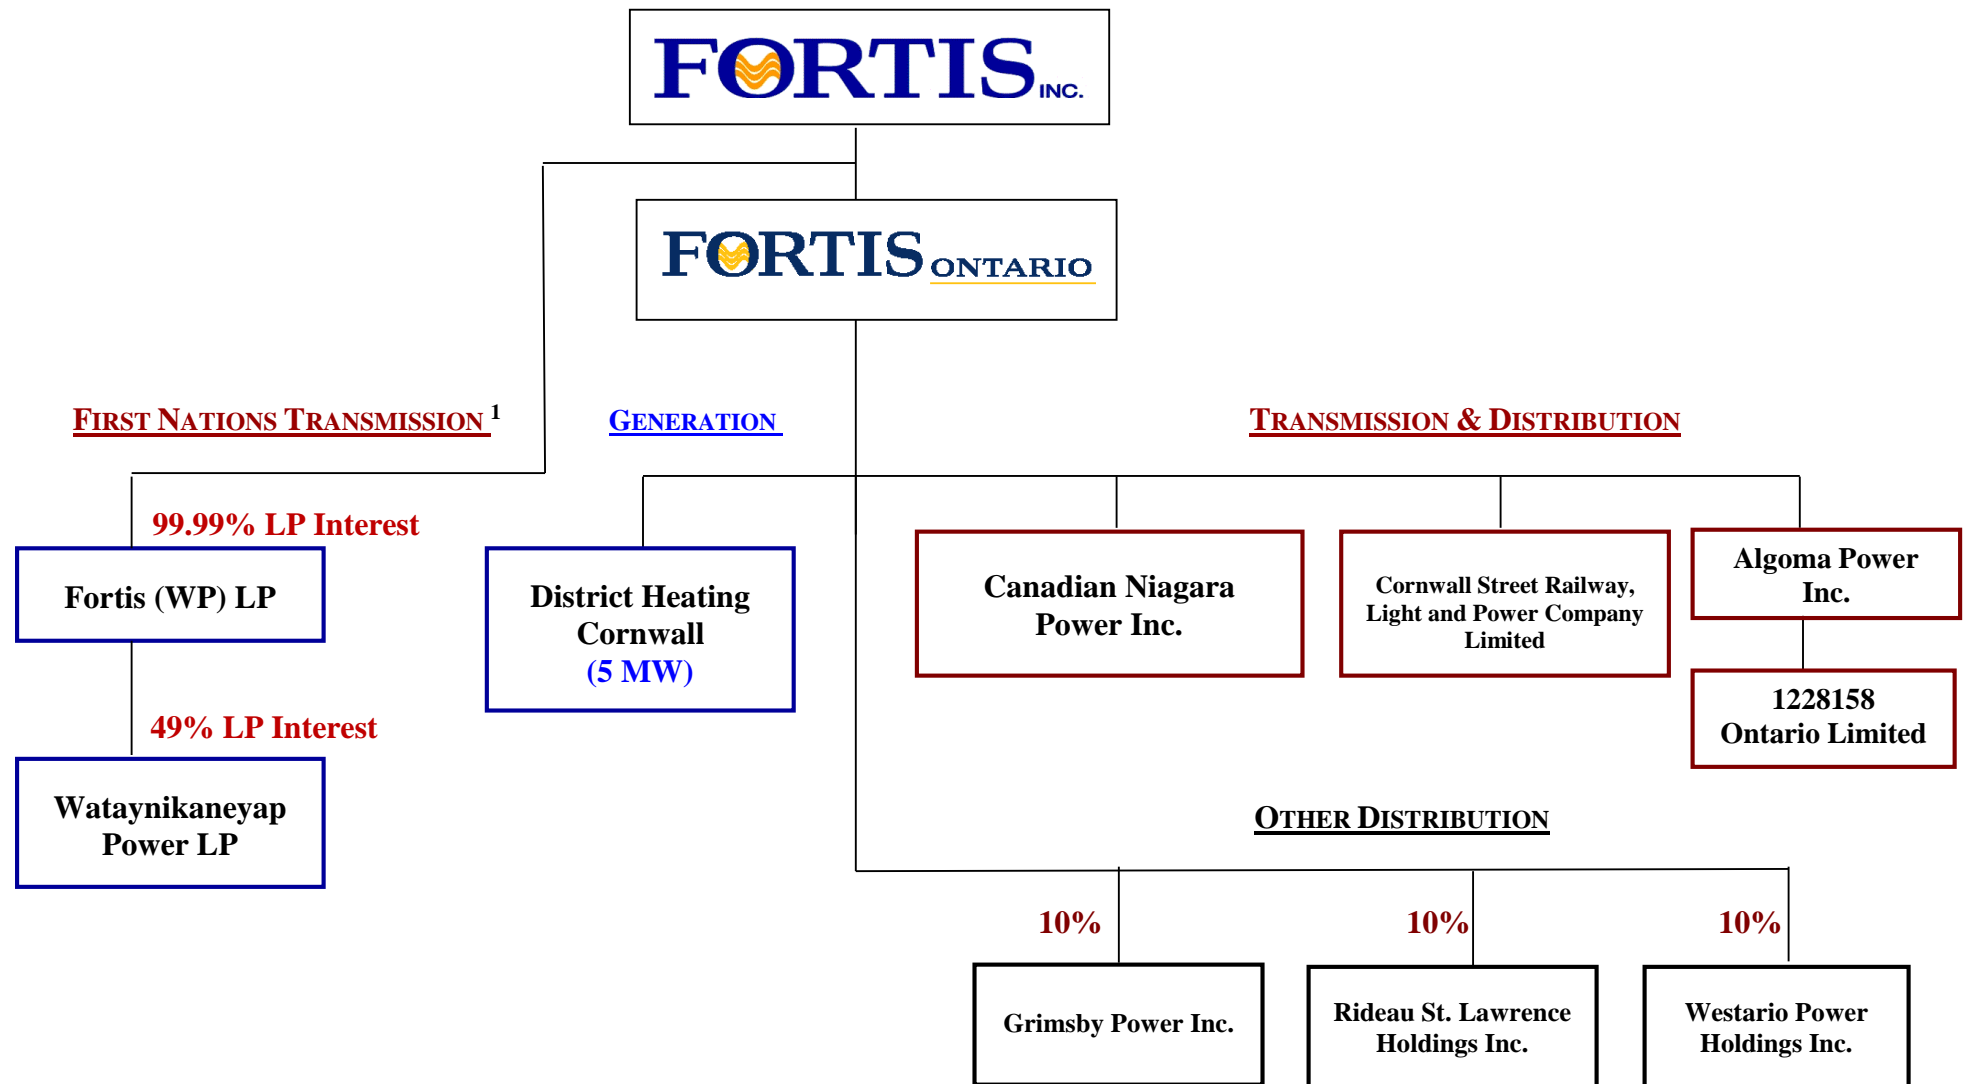 FORTIS INC.
FORTIS ONTARIO
FIRST NATIONS TRANSMISSION 1
GENERATION
TRANSMISSION & DISTRIBUTION
99.99% LP Interest
Fortis (WP) LP
49% LP Interest
Wataynikaneyap
Power LP
District Heating
Cornwall
(5 MW)
Canadian Niagara
Power Inc.
Cornwall Street Railway,
Light and Power Company
Limited
Algoma Power
Inc.
1228158
Ontario Limited
OTHER DISTRIBUTION
10%
10%
10%
Grimsby Power Inc.
Rideau St. Lawrence
Holdings Inc.
Westario Power
Holdings Inc.